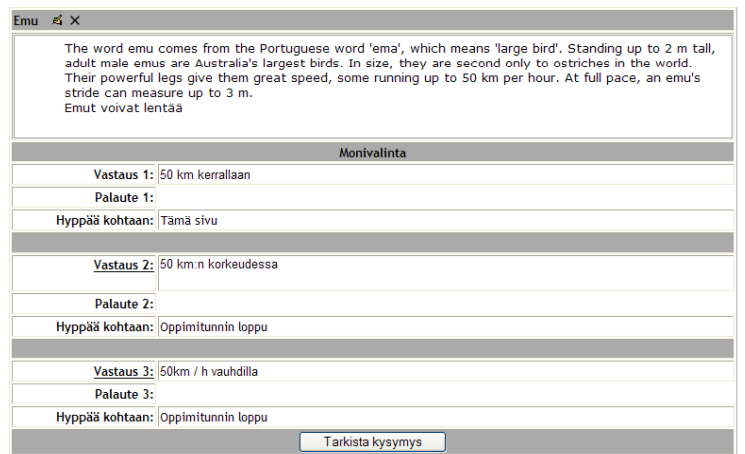 Emu
The word emu comes from the Portuguese word 'ema', which means 'large bird'. Standing up to 2 m tall,
adult male emus are Australia's largest birds. In size, they are second only to ostriches in the world.
Their powerful legs give them great speed, some running up to 50 km per hour. At full pace, an emu's
stride can measure up to 3 m.
Emut voivat lentää
Monivalinta
Vastaus 1: 50 km kerrallaan
Palaute 1:
Hyppää kohtaan: Tämä sivu
Vastaus 2: 50 km:n korkeudessa
Palaute 2:
Hyppää kohtaan: Oppimitunnin loppu
Vastaus 3: 50km / h vauhdilla
Palaute 3:
Hyppää kohtaan: Oppimitunnin loppu
Tarkista kysymys